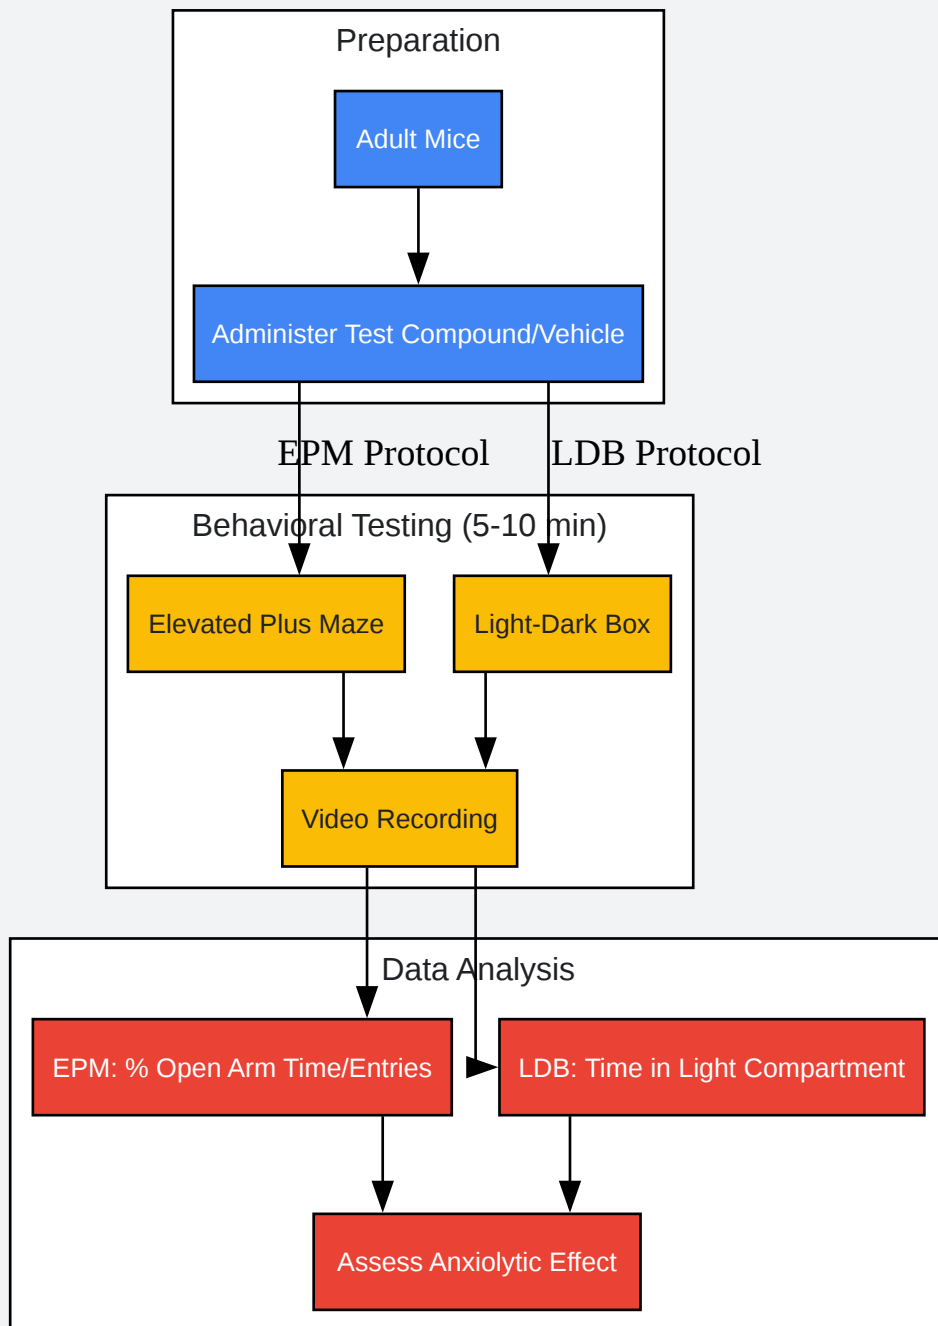 Preparation
Adult Mice
Administer Test Compound/Vehicle
EPM Protocol
LDB Protocol
Behavioral Testing (5-10 min)
Elevated Plus Maze
Light-Dark Box
Video Recording
Data Analysis
EPM: % Open Arm Time/Entries
LDB: Time in Light Compartment
Assess Anxiolytic Effect